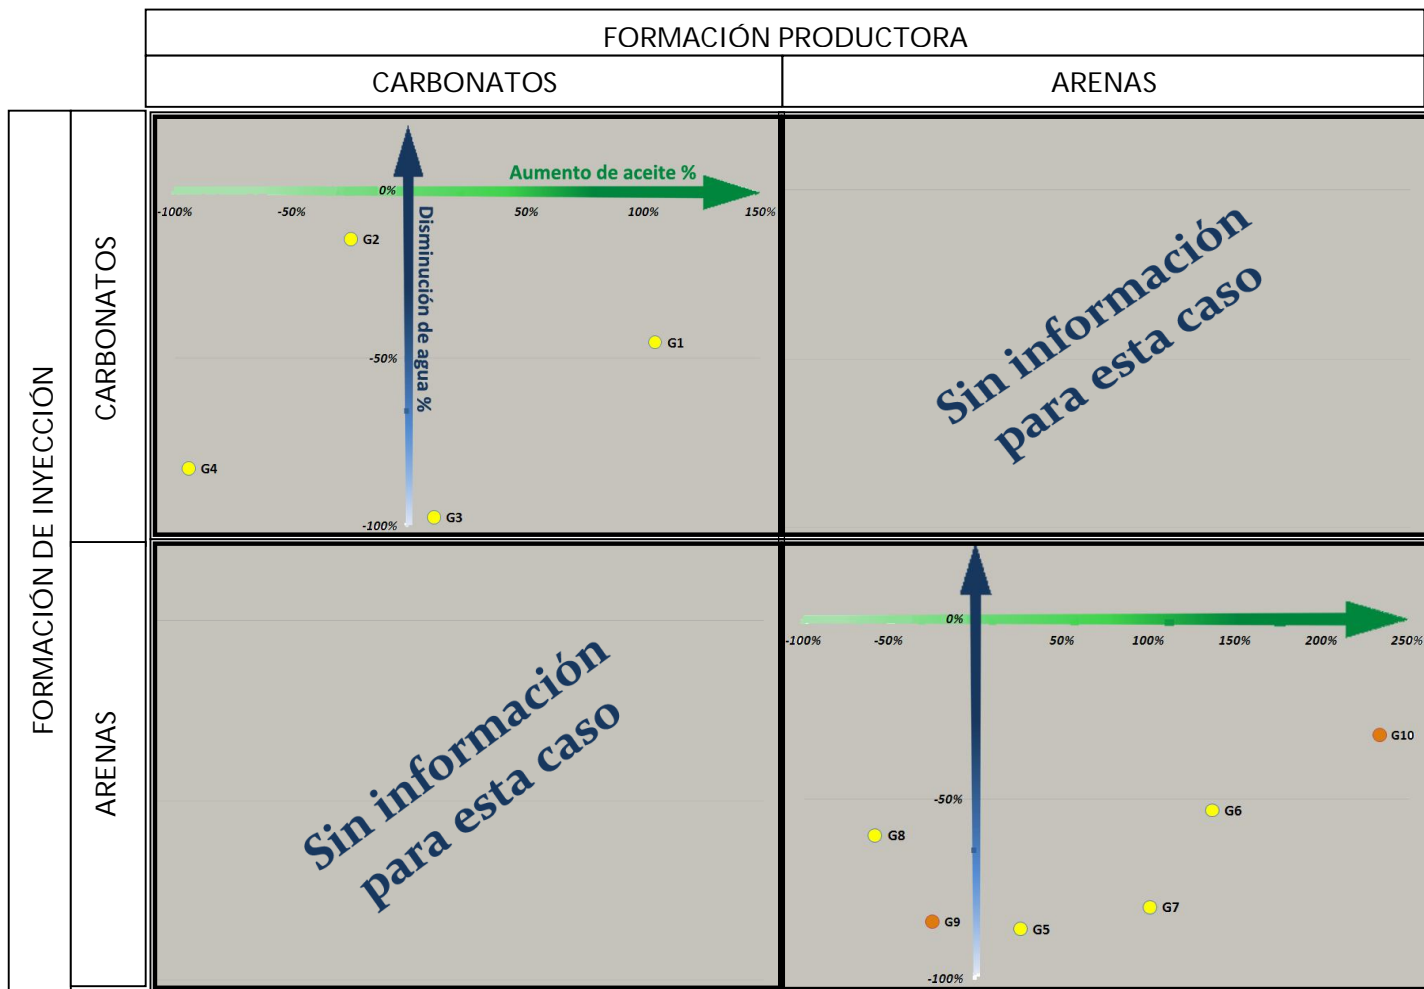 FORMACIÓN PRODUCTORA
CARBONATOS
ARENAS
FORMACIÓN DE INYECCIÓN
CARBONATOS
Aumento de aceite %
0%
-100%
-50%
50%
100%
150%
Disminución de agua %
G2
G1
-50%
G4
G3
-100%
Sin información
para esta caso
ARENAS
Sin información
para esta caso
0%
-100%
-50%
50%
100%
150%
200%
250%
G10
-50%
G6
G8
G7
G9
G5
-100%